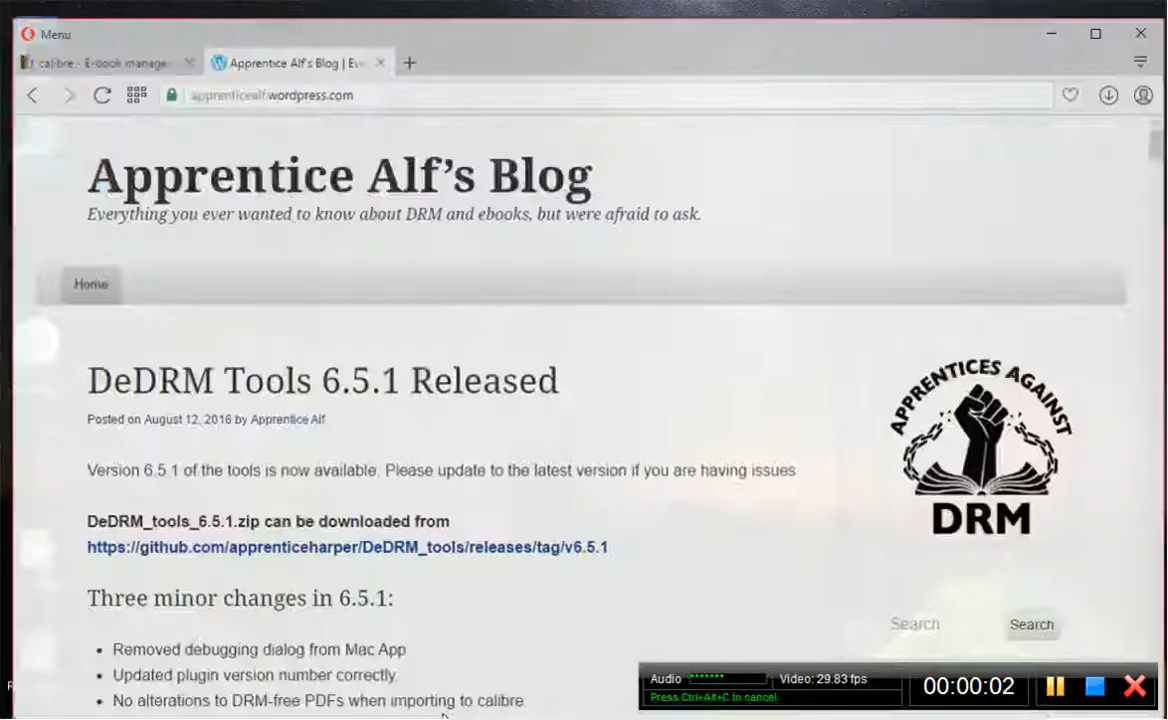 Menu
calibre - E-book manage
Apprentice Alf's Blog | Eve
apprenticealf.wordpress.com
Apprentice Alf's Blog
Everything you ever wanted to know about DRM and ebooks, but were afraid to ask.
Home
DeDRM Tools 6.5.1 Released
Posted on August 12, 2016 by Apprentice Alf
Version 6.5.1 of the tools is now available. Please update to the latest version if you are having issues
DeDRM_tools_6.5.1.zip can be downloaded from
https://github.com/apprenticeharper/DeDRM_tools/releases/tag/v6.5.1
Three minor changes in 6.5.1:
• Removed debugging dialog from Mac App
• Updated plugin version number correctly
• No alterations to DRM-free PDFs when importing to calibre
APPRENTICES AGAINST
DRM
Search
Search
Audio
Video: 29.83 fps
Press Ctrl+Alt+C to cancel
00:00:02